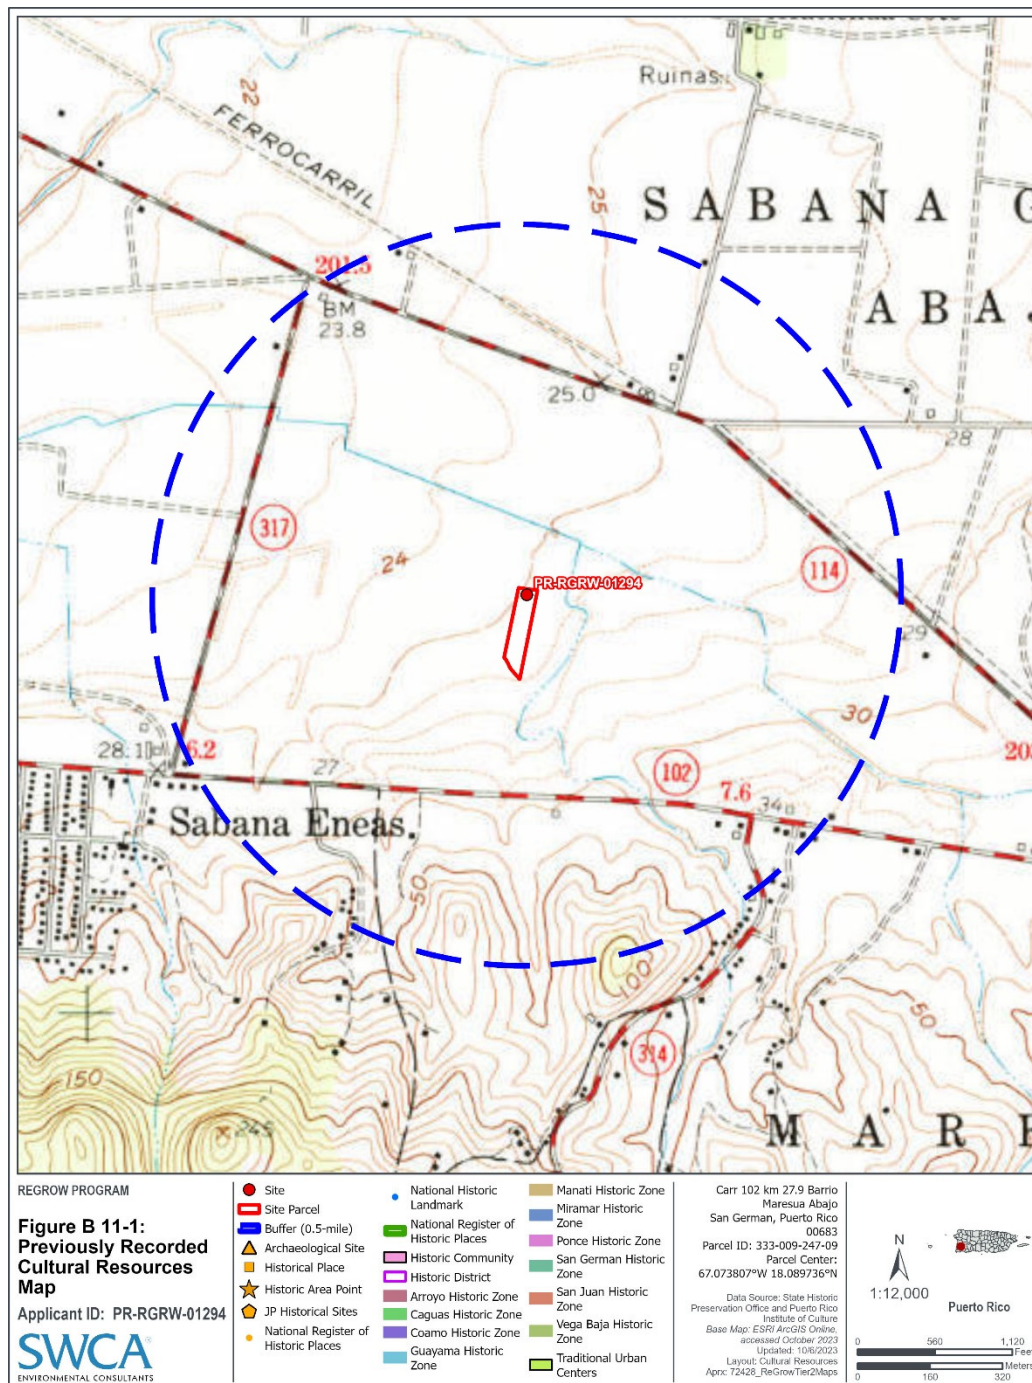 Ruinas
22
FERROCARRIL
25
SABANA G
ABA
201.5
BM
23.8
25.0
28
317
24
PR-RGRW-01294
114
29
30
28.1
6.2
27
102
7.6
34
20
Sabana Eneas
50
100
50
314
150
245
MAR
REGROW PROGRAM
Figure B 11-1:
Previously Recorded
Cultural Resources
Map
Applicant ID: PR-RGRW-01294
SWCA
ENVIRONMENTAL CONSULTANTS
Site
Site Parcel
Buffer (0.5-mile)
Archaeological Site
Historical Place
Historic Area Point
JP Historical Sites
National Register of
Historic Places
National Historic
Landmark
National Register of
Historic Places
Historic Community
Historic District
Arroyo Historic Zone
Caguas Historic Zone
Coamo Historic Zone
Guayama Historic
Zone
Manati Historic Zone
Miramar Historic
Zone
Ponce Historic Zone
San German Historic
Zone
San Juan Historic
Zone
Vega Baja Historic
Zone
Traditional Urban
Centers
Carr 102 km 27.9 Barrio
Maresua Abajo
San German, Puerto Rico
00683
Parcel ID: 333-009-247-09
Parcel Center:
67.073807°W 18.089736°N
Data Source: State Historic
Preservation Office and Puerto Rico
Institute of Culture
Base Map: ESRI ArcGIS Online,
accessed October 2023
Updated: 10/6/2023
Layout: Cultural Resources
Aprx: 72428_ReGrowTier2Maps
N
1:12,000
Puerto Rico
0 560 1,120
Feet
Meters
0 160 320